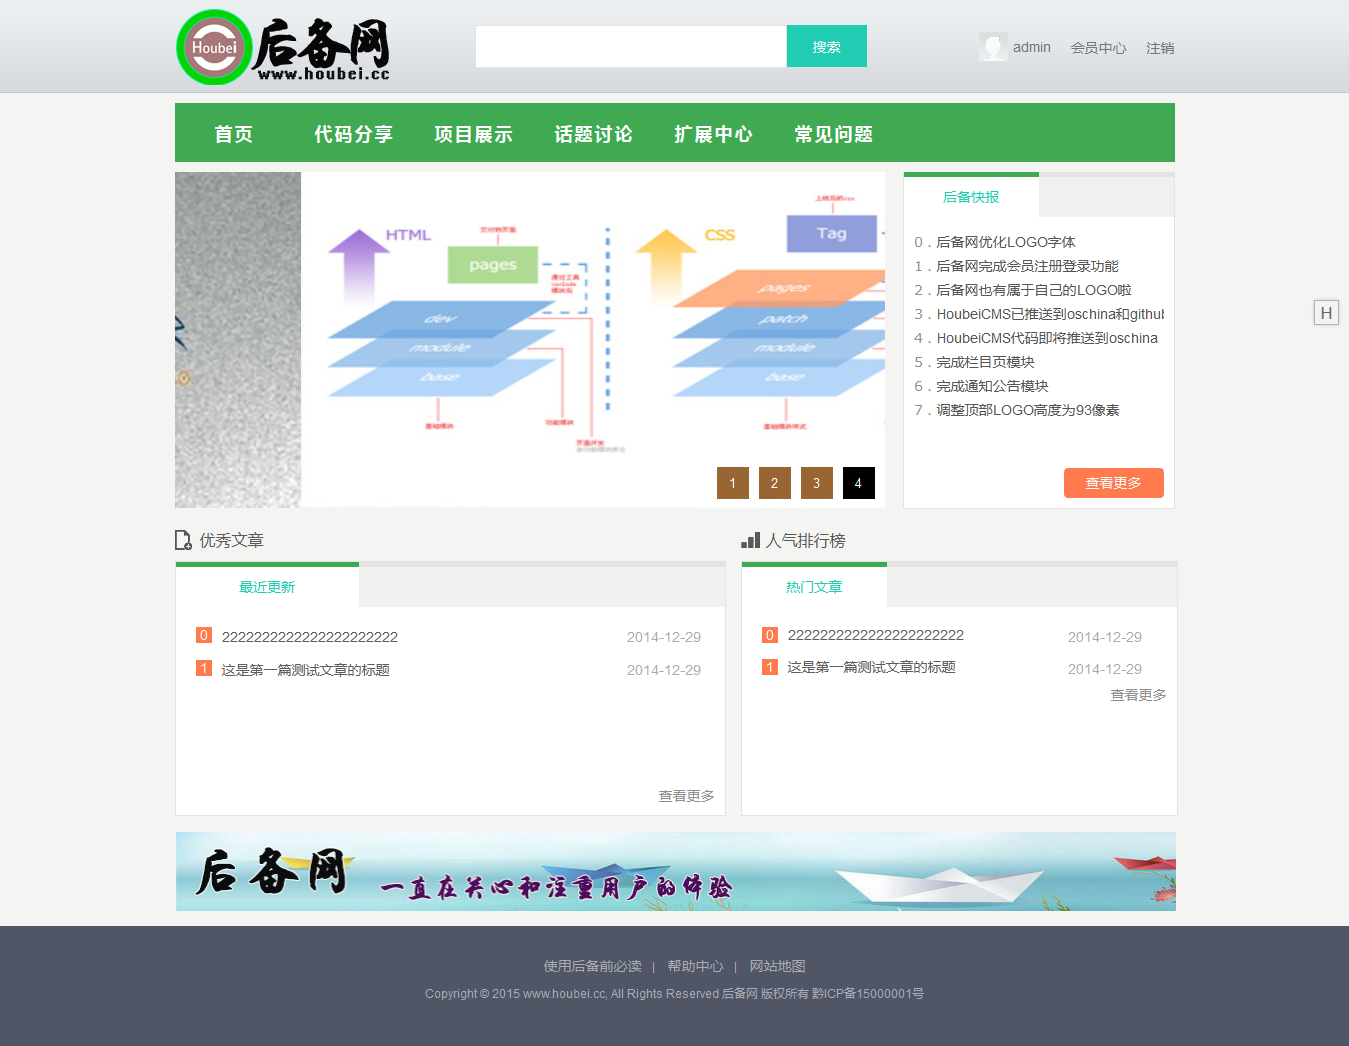 Houbei 后备网
www.houbei.cc
搜索
admin 会员中心 注销
首页 代码分享 项目展示 话题讨论 扩展中心 常见问题
HTML
pages
dev
module
base
基础模块
功能模块
页面开发
CSS
Tag
pages
patch
module
base
1 2 3 4
后备快报
0 . 后备网优化LOGO字体
1 . 后备网完成会员注册登录功能
2 . 后备网也有属于自己的LOGO啦
3 . HoubeiCMS已推送到oschina和github
4 . HoubeiCMS代码即将推送到oschina
5 . 完成栏目页模块
6 . 完成通知公告模块
7 . 调整顶部LOGO高度为93像素
查看更多
H
优秀文章
最近更新
0 2222222222222222222222 2014-12-29
1 这是第一篇测试文章的标题 2014-12-29
查看更多
人气排行榜
热门文章
0 2222222222222222222222 2014-12-29
1 这是第一篇测试文章的标题 2014-12-29
查看更多
后备网 一直在关心和注重用户的体验
使用后备前必读 | 帮助中心 | 网站地图
Copyright © 2015 www.houbei.cc, All Rights Reserved 后备网 版权所有 黔ICP备15000001号